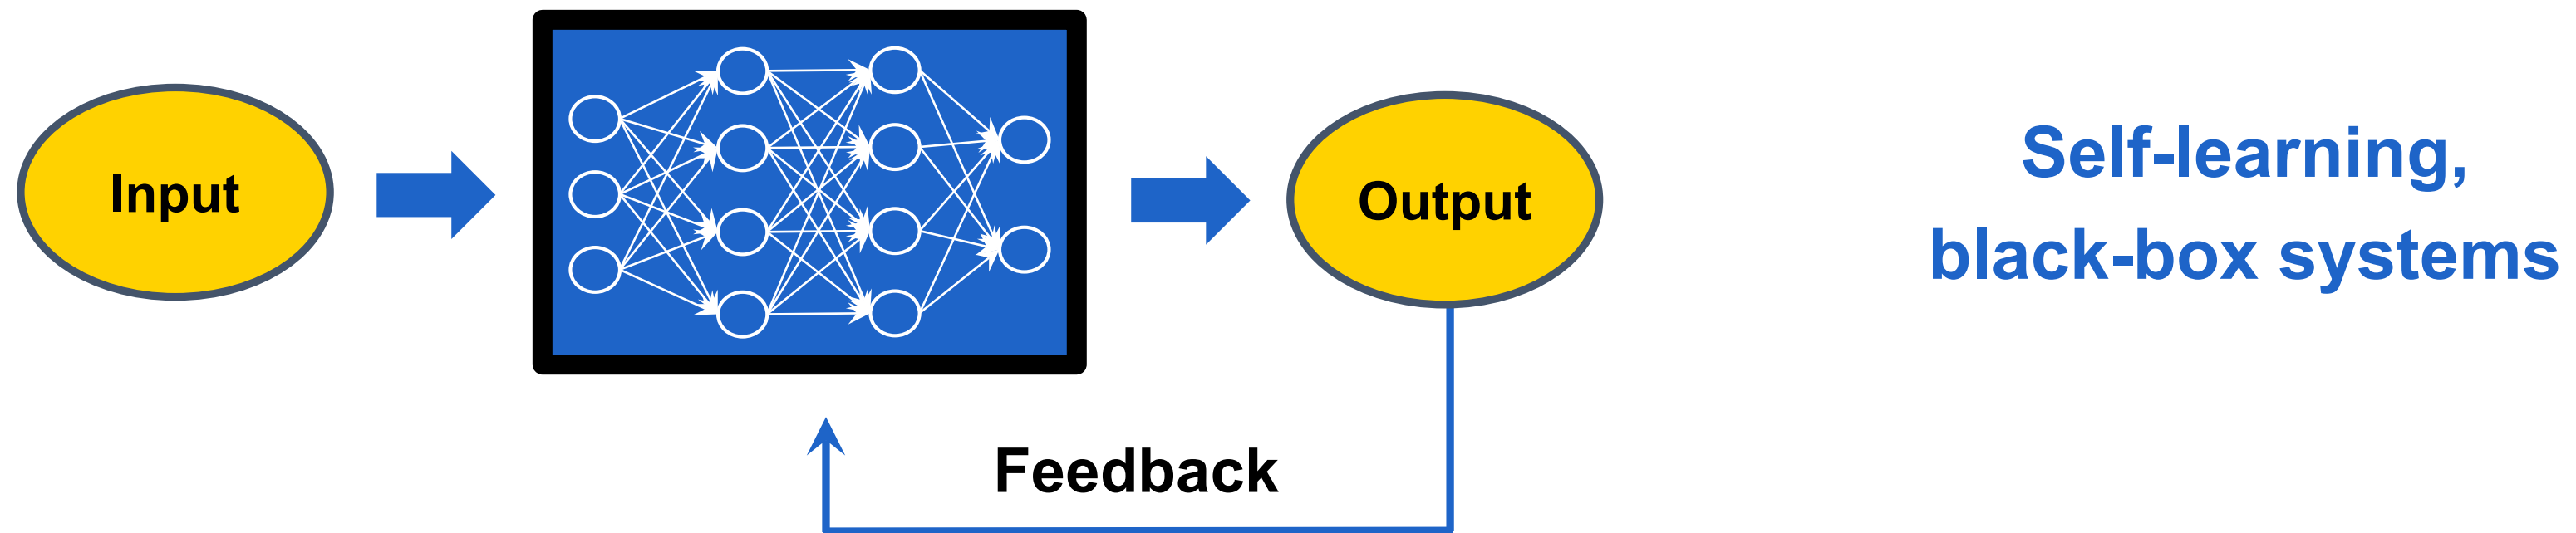 Input
Output
Feedback
Self-learning,
black-box systems